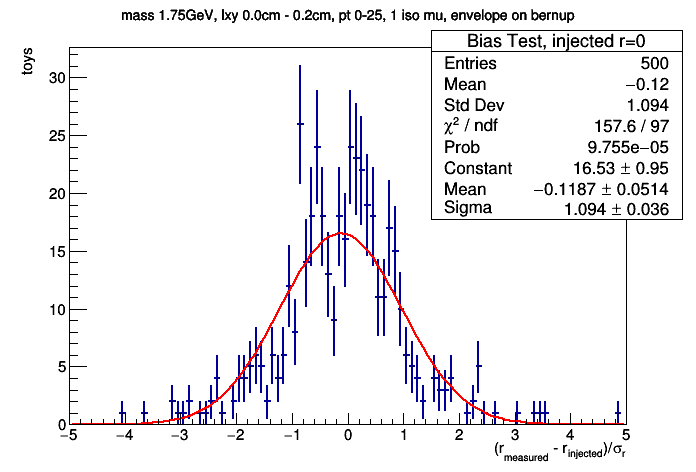 mass 1.75GeV, lxy 0.0cm - 0.2cm, pt 0-25, 1 iso mu, envelope on bernup
Bias Test, injected r=0
Entries 500
Mean −0.12
Std Dev 1.094
χ² / ndf 157.6 / 97
Prob 9.755e−05
Constant 16.53 ± 0.95
Mean −0.1187 ± 0.0514
Sigma 1.094 ± 0.036
toys
30
25
20
15
10
5
0
−5 −4 −3 −2 −1 0 1 2 3 4 5
(r_measured - r_injected)/σ_r